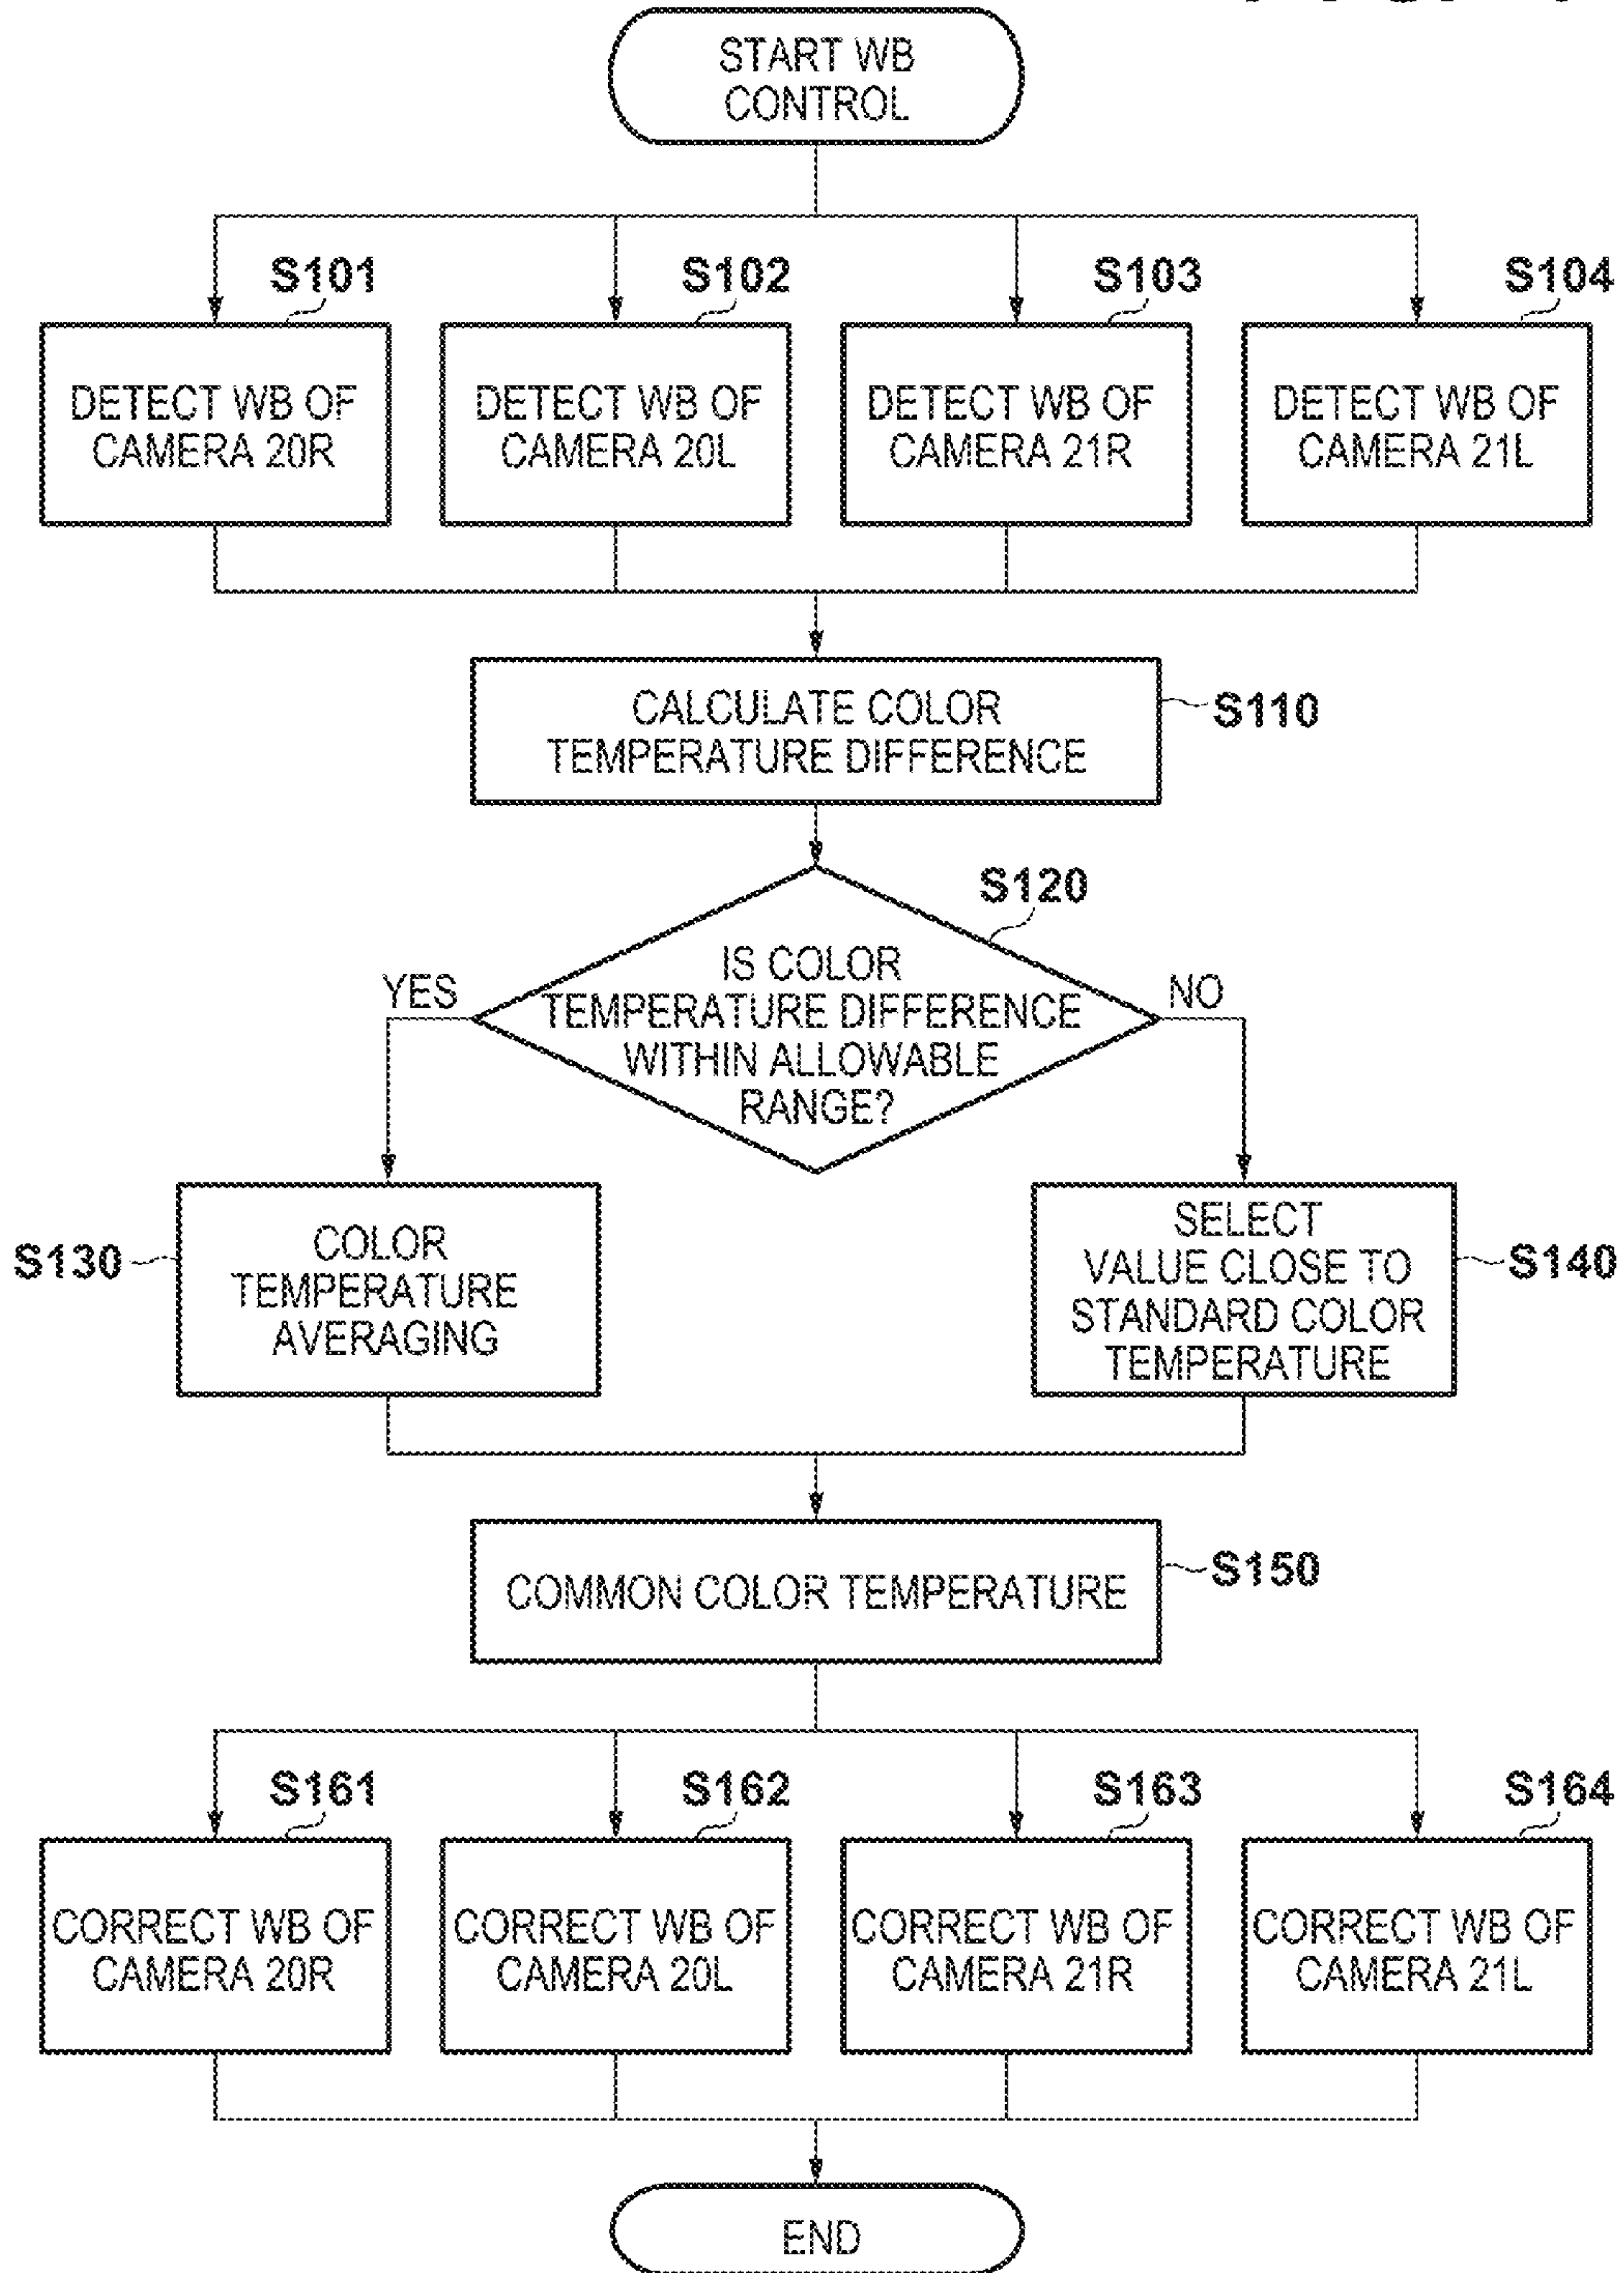 START WB
CONTROL
S101
S102
S103
S104
DETECT WB OF
CAMERA 20R
DETECT WB OF
CAMERA 20L
DETECT WB OF
CAMERA 21R
DETECT WB OF
CAMERA 21L
CALCULATE COLOR
TEMPERATURE DIFFERENCE
S110
S120
IS COLOR
TEMPERATURE DIFFERENCE
WITHIN ALLOWABLE
RANGE?
YES
NO
S130
COLOR
TEMPERATURE
AVERAGING
SELECT
VALUE CLOSE TO
STANDARD COLOR
TEMPERATURE
S140
COMMON COLOR TEMPERATURE
S150
S161
S162
S163
S164
CORRECT WB OF
CAMERA 20R
CORRECT WB OF
CAMERA 20L
CORRECT WB OF
CAMERA 21R
CORRECT WB OF
CAMERA 21L
END